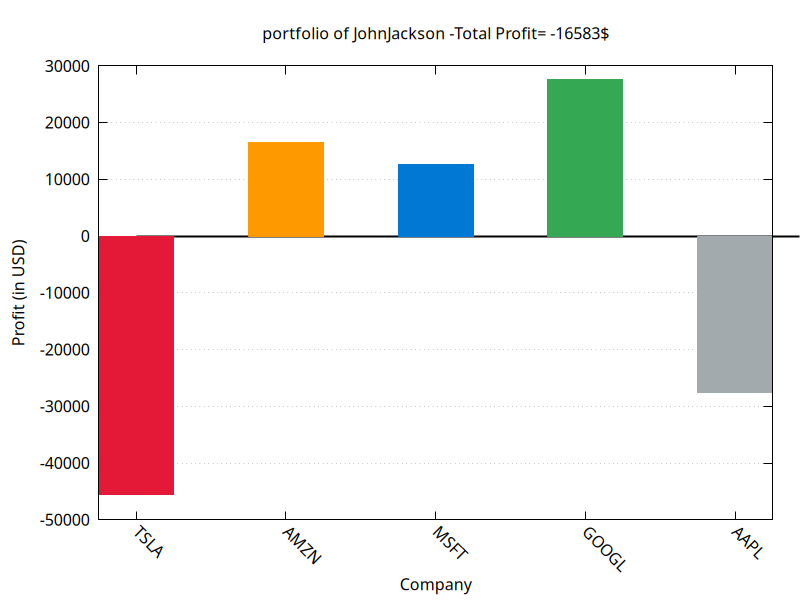 portfolio of JohnJackson -Total Profit= -16583$
30000
20000
10000
0
-10000
-20000
-30000
-40000
-50000
Profit (in USD)
TSLA
AMZN
MSFT
GOOGL
AAPL
Company